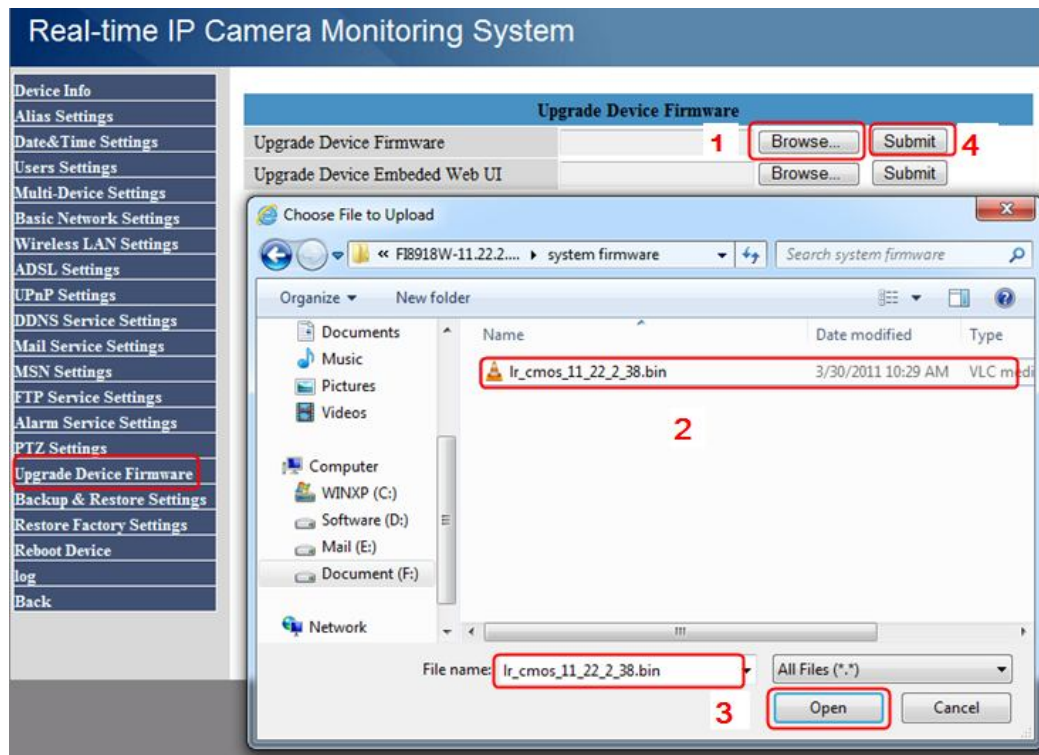 Real-time IP Camera Monitoring System
Device Info
Alias Settings
Date&Time Settings
Users Settings
Multi-Device Settings
Basic Network Settings
Wireless LAN Settings
ADSL Settings
UPnP Settings
DDNS Service Settings
Mail Service Settings
MSN Settings
FTP Service Settings
Alarm Service Settings
PTZ Settings
Upgrade Device Firmware
Backup & Restore Settings
Restore Factory Settings
Reboot Device
log
Back
Upgrade Device Firmware
Upgrade Device Firmware 1 Browse... Submit 4
Upgrade Device Embeded Web UI Browse... Submit
Choose File to Upload
« FI8918W-11.22.2.... system firmware Search system firmware
Organize New folder
Documents
Music
Pictures
Videos
Computer
WINXP (C:)
Software (D:)
Mail (E:)
Document (F:)
Network
Name Date modified Type
lr_cmos_11_22_2_38.bin 3/30/2011 10:29 AM VLC medi
2
File name: lr_cmos_11_22_2_38.bin All Files (*.*)
3 Open Cancel